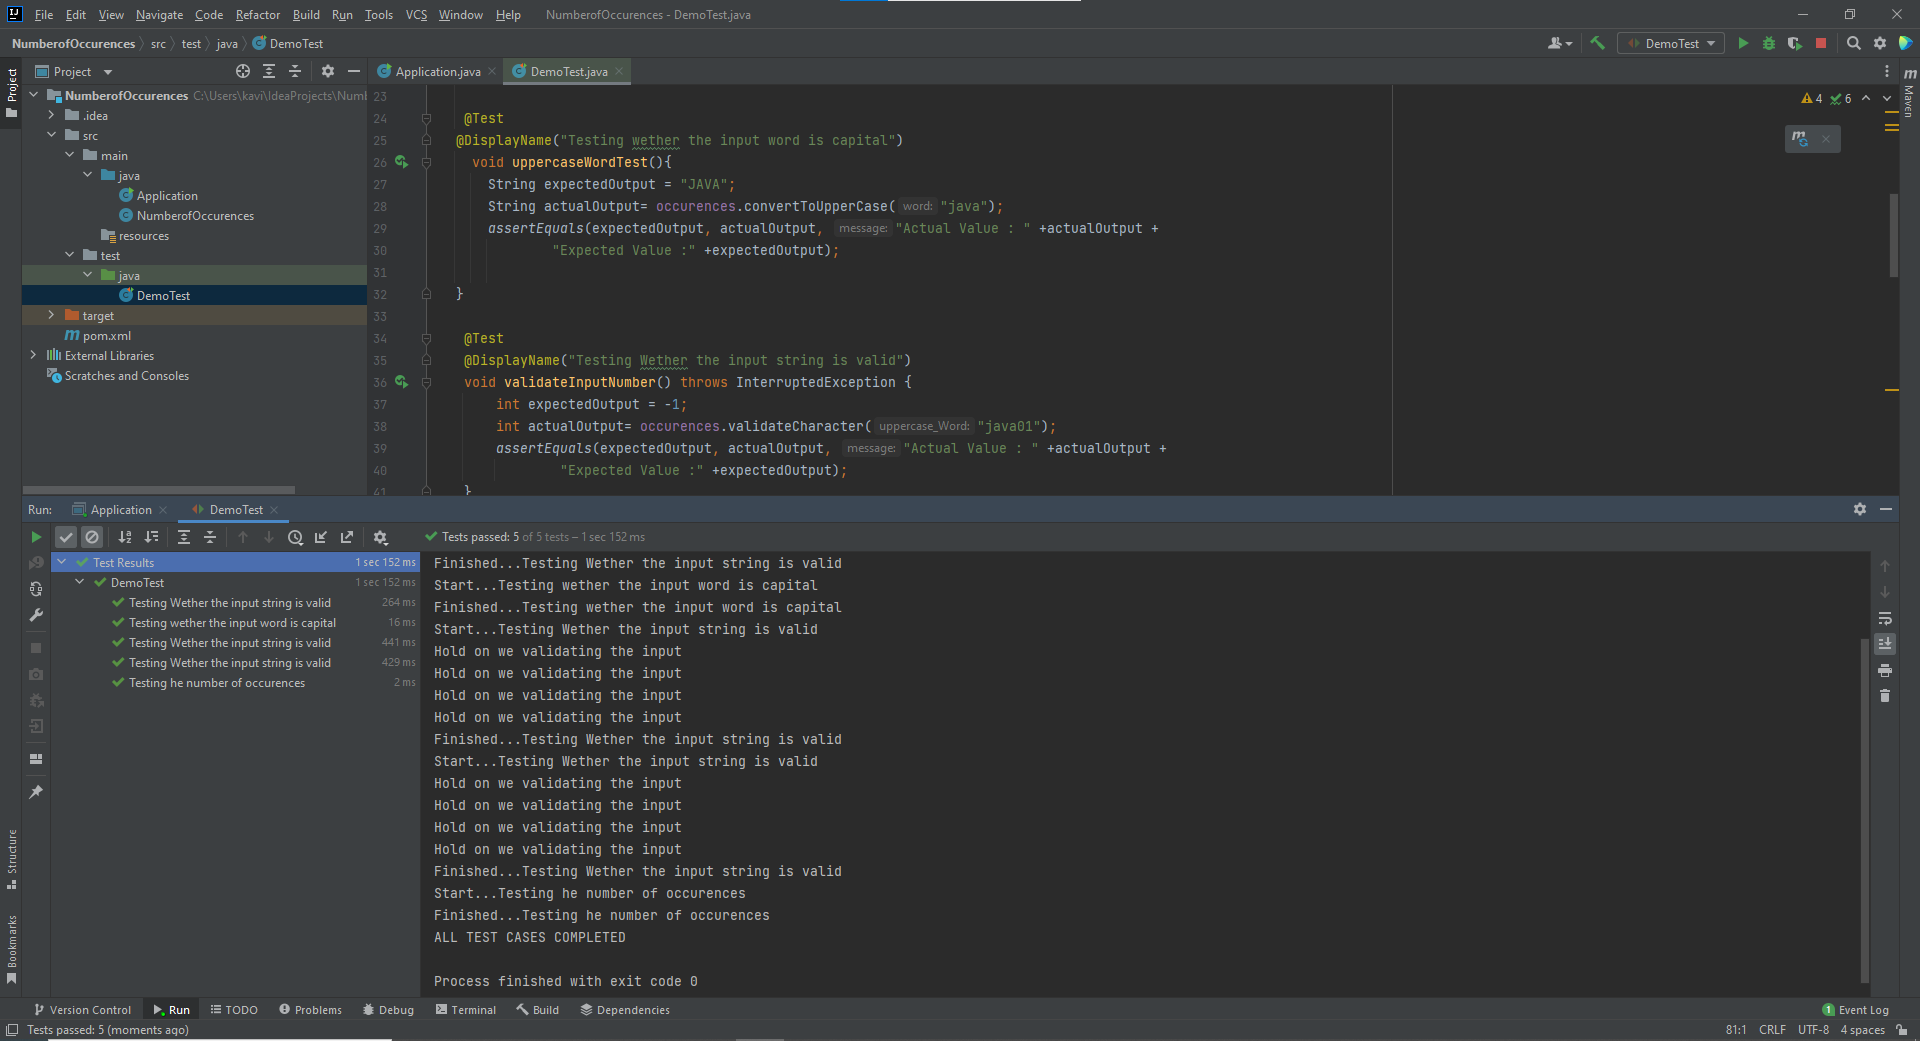 File Edit View Navigate Code Refactor Build Run Tools VCS Window Help NumberofOccurences - DemoTest.java
NumberofOccurences src test java DemoTest
DemoTest
Project
Project
Application.java DemoTest.java
Maven
NumberofOccurences C:\Users\kavi\IdeaProjects\Num
.idea
src
main
java
Application
NumberofOccurences
resources
test
java
DemoTest
target
pom.xml
External Libraries
Scratches and Consoles
4 6
23
24 @Test
25 @DisplayName("Testing wether the input word is capital")
26 void uppercaseWordTest(){
27 String expectedOutput = "JAVA";
28 String actualOutput= occurences.convertToUpperCase( word: "java");
29 assertEquals(expectedOutput, actualOutput, message: "Actual Value : " +actualOutput +
30 "Expected Value :" +expectedOutput);
31
32 }
33
34 @Test
35 @DisplayName("Testing Wether the input string is valid")
36 void validateInputNumber() throws InterruptedException {
37 int expectedOutput = -1;
38 int actualOutput= occurences.validateCharacter( uppercase_Word: "java01");
39 assertEquals(expectedOutput, actualOutput, message: "Actual Value : " +actualOutput +
40 "Expected Value :" +expectedOutput);
41 }
Run: Application DemoTest
Tests passed: 5 of 5 tests – 1 sec 152 ms
Test Results 1 sec 152 ms
DemoTest 1 sec 152 ms
Testing Wether the input string is valid 264 ms
Testing wether the input word is capital 16 ms
Testing Wether the input string is valid 441 ms
Testing Wether the input string is valid 429 ms
Testing he number of occurences 2 ms
Finished...Testing Wether the input string is valid
Start...Testing wether the input word is capital
Finished...Testing wether the input word is capital
Start...Testing Wether the input string is valid
Hold on we validating the input
Hold on we validating the input
Hold on we validating the input
Hold on we validating the input
Finished...Testing Wether the input string is valid
Start...Testing Wether the input string is valid
Hold on we validating the input
Hold on we validating the input
Hold on we validating the input
Hold on we validating the input
Finished...Testing Wether the input string is valid
Start...Testing he number of occurences
Finished...Testing he number of occurences
ALL TEST CASES COMPLETED
Process finished with exit code 0
Structure
Bookmarks
Version Control Run TODO Problems Debug Terminal Build Dependencies 1 Event Log
Tests passed: 5 (moments ago) 81:1 CRLF UTF-8 4 spaces